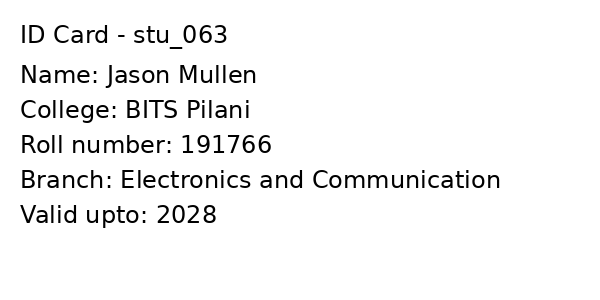 ID Card - stu_063
Name: Jason Mullen
College: BITS Pilani
Roll number: 191766
Branch: Electronics and Communication
Valid upto: 2028